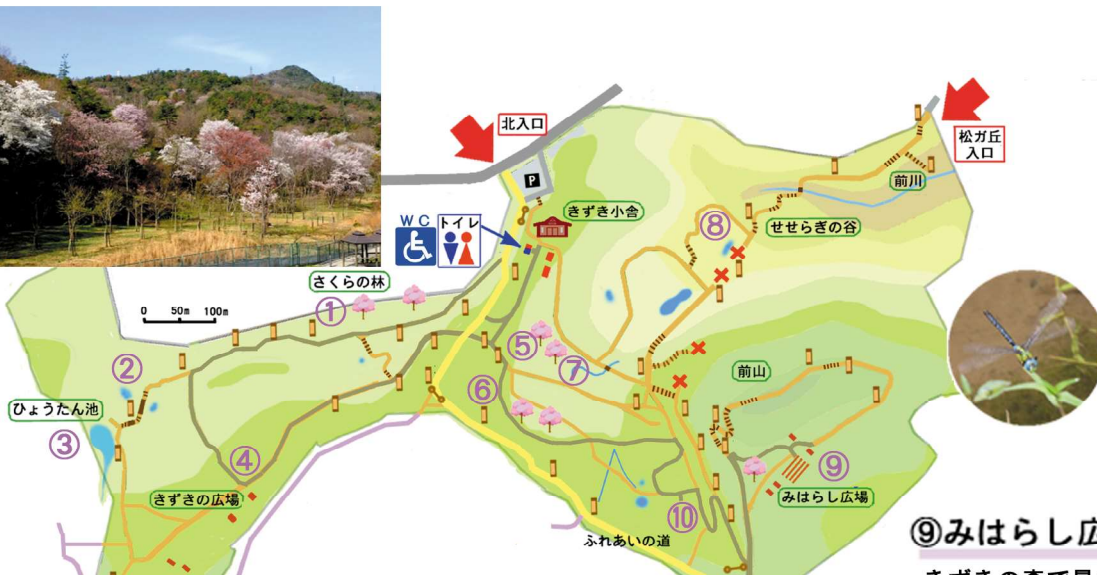 北入口
松ガ丘
入口
P
前川
きずき小舎
WC
トイレ
⑧
せせらぎの谷
さくらの林
①
0 50m 100m
⑤
②
⑦
前山
⑥
ひょうたん池
③
④
⑨
きずきの広場
みはらし広場
⑩
ふれあいの道
⑨みはらし広